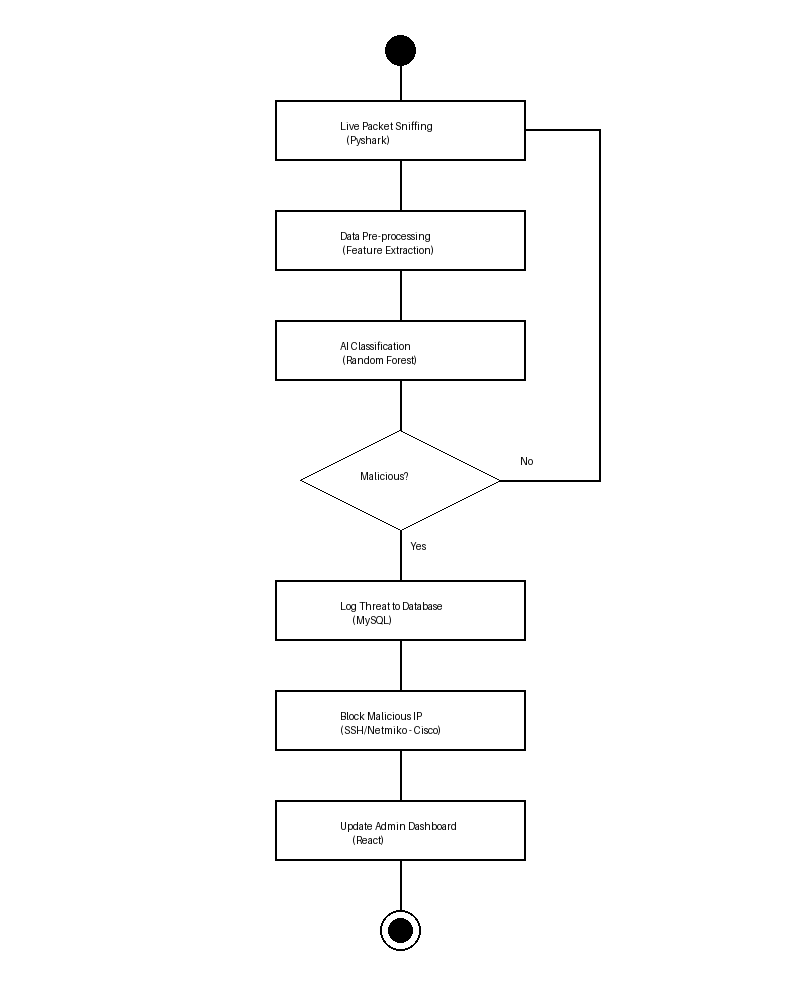 Live Packet Sniffing
(Pyshark)
Data Pre-processing
(Feature Extraction)
AI Classification
(Random Forest)
Malicious?
No
Yes
Log Threat to Database
(MySQL)
Block Malicious IP
(SSH/Netmiko - Cisco)
Update Admin Dashboard
(React)